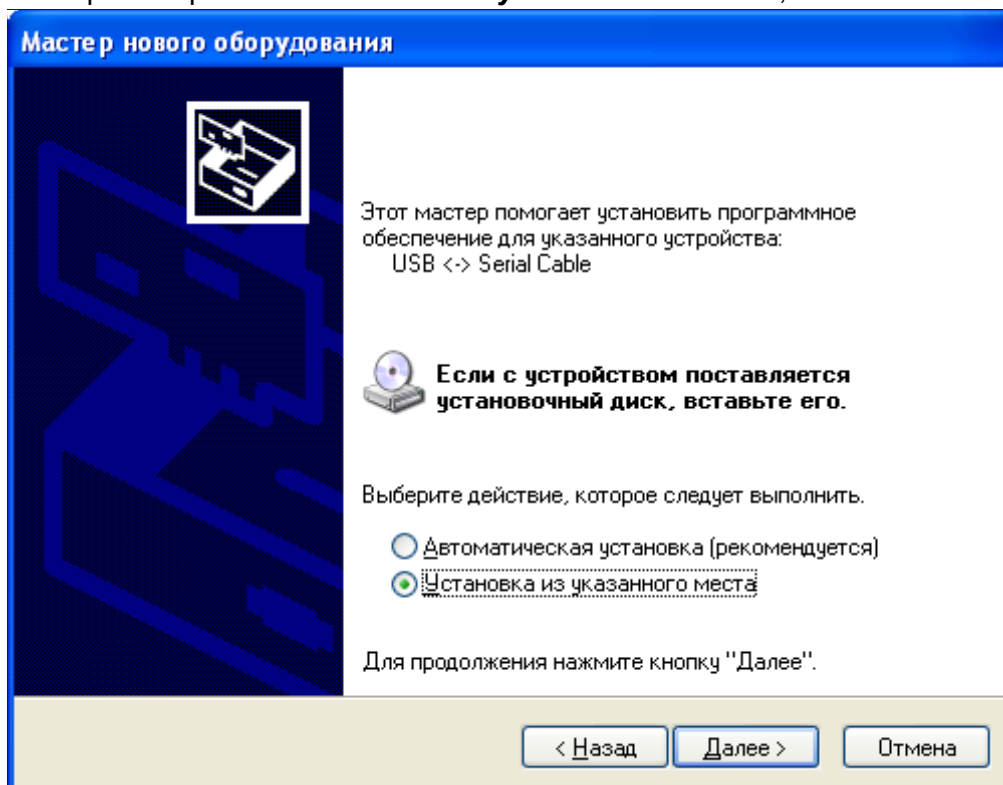 Мастер нового оборудования
Этот мастер помогает установить программное
обеспечение для указанного устройства:
USB <-> Serial Cable
Если с устройством поставляется
установочный диск, вставьте его.
Выберите действие, которое следует выполнить.
Автоматическая установка (рекомендуется)
Установка из указанного места
Для продолжения нажмите кнопку "Далее".
< Назад
Далее >
Отмена